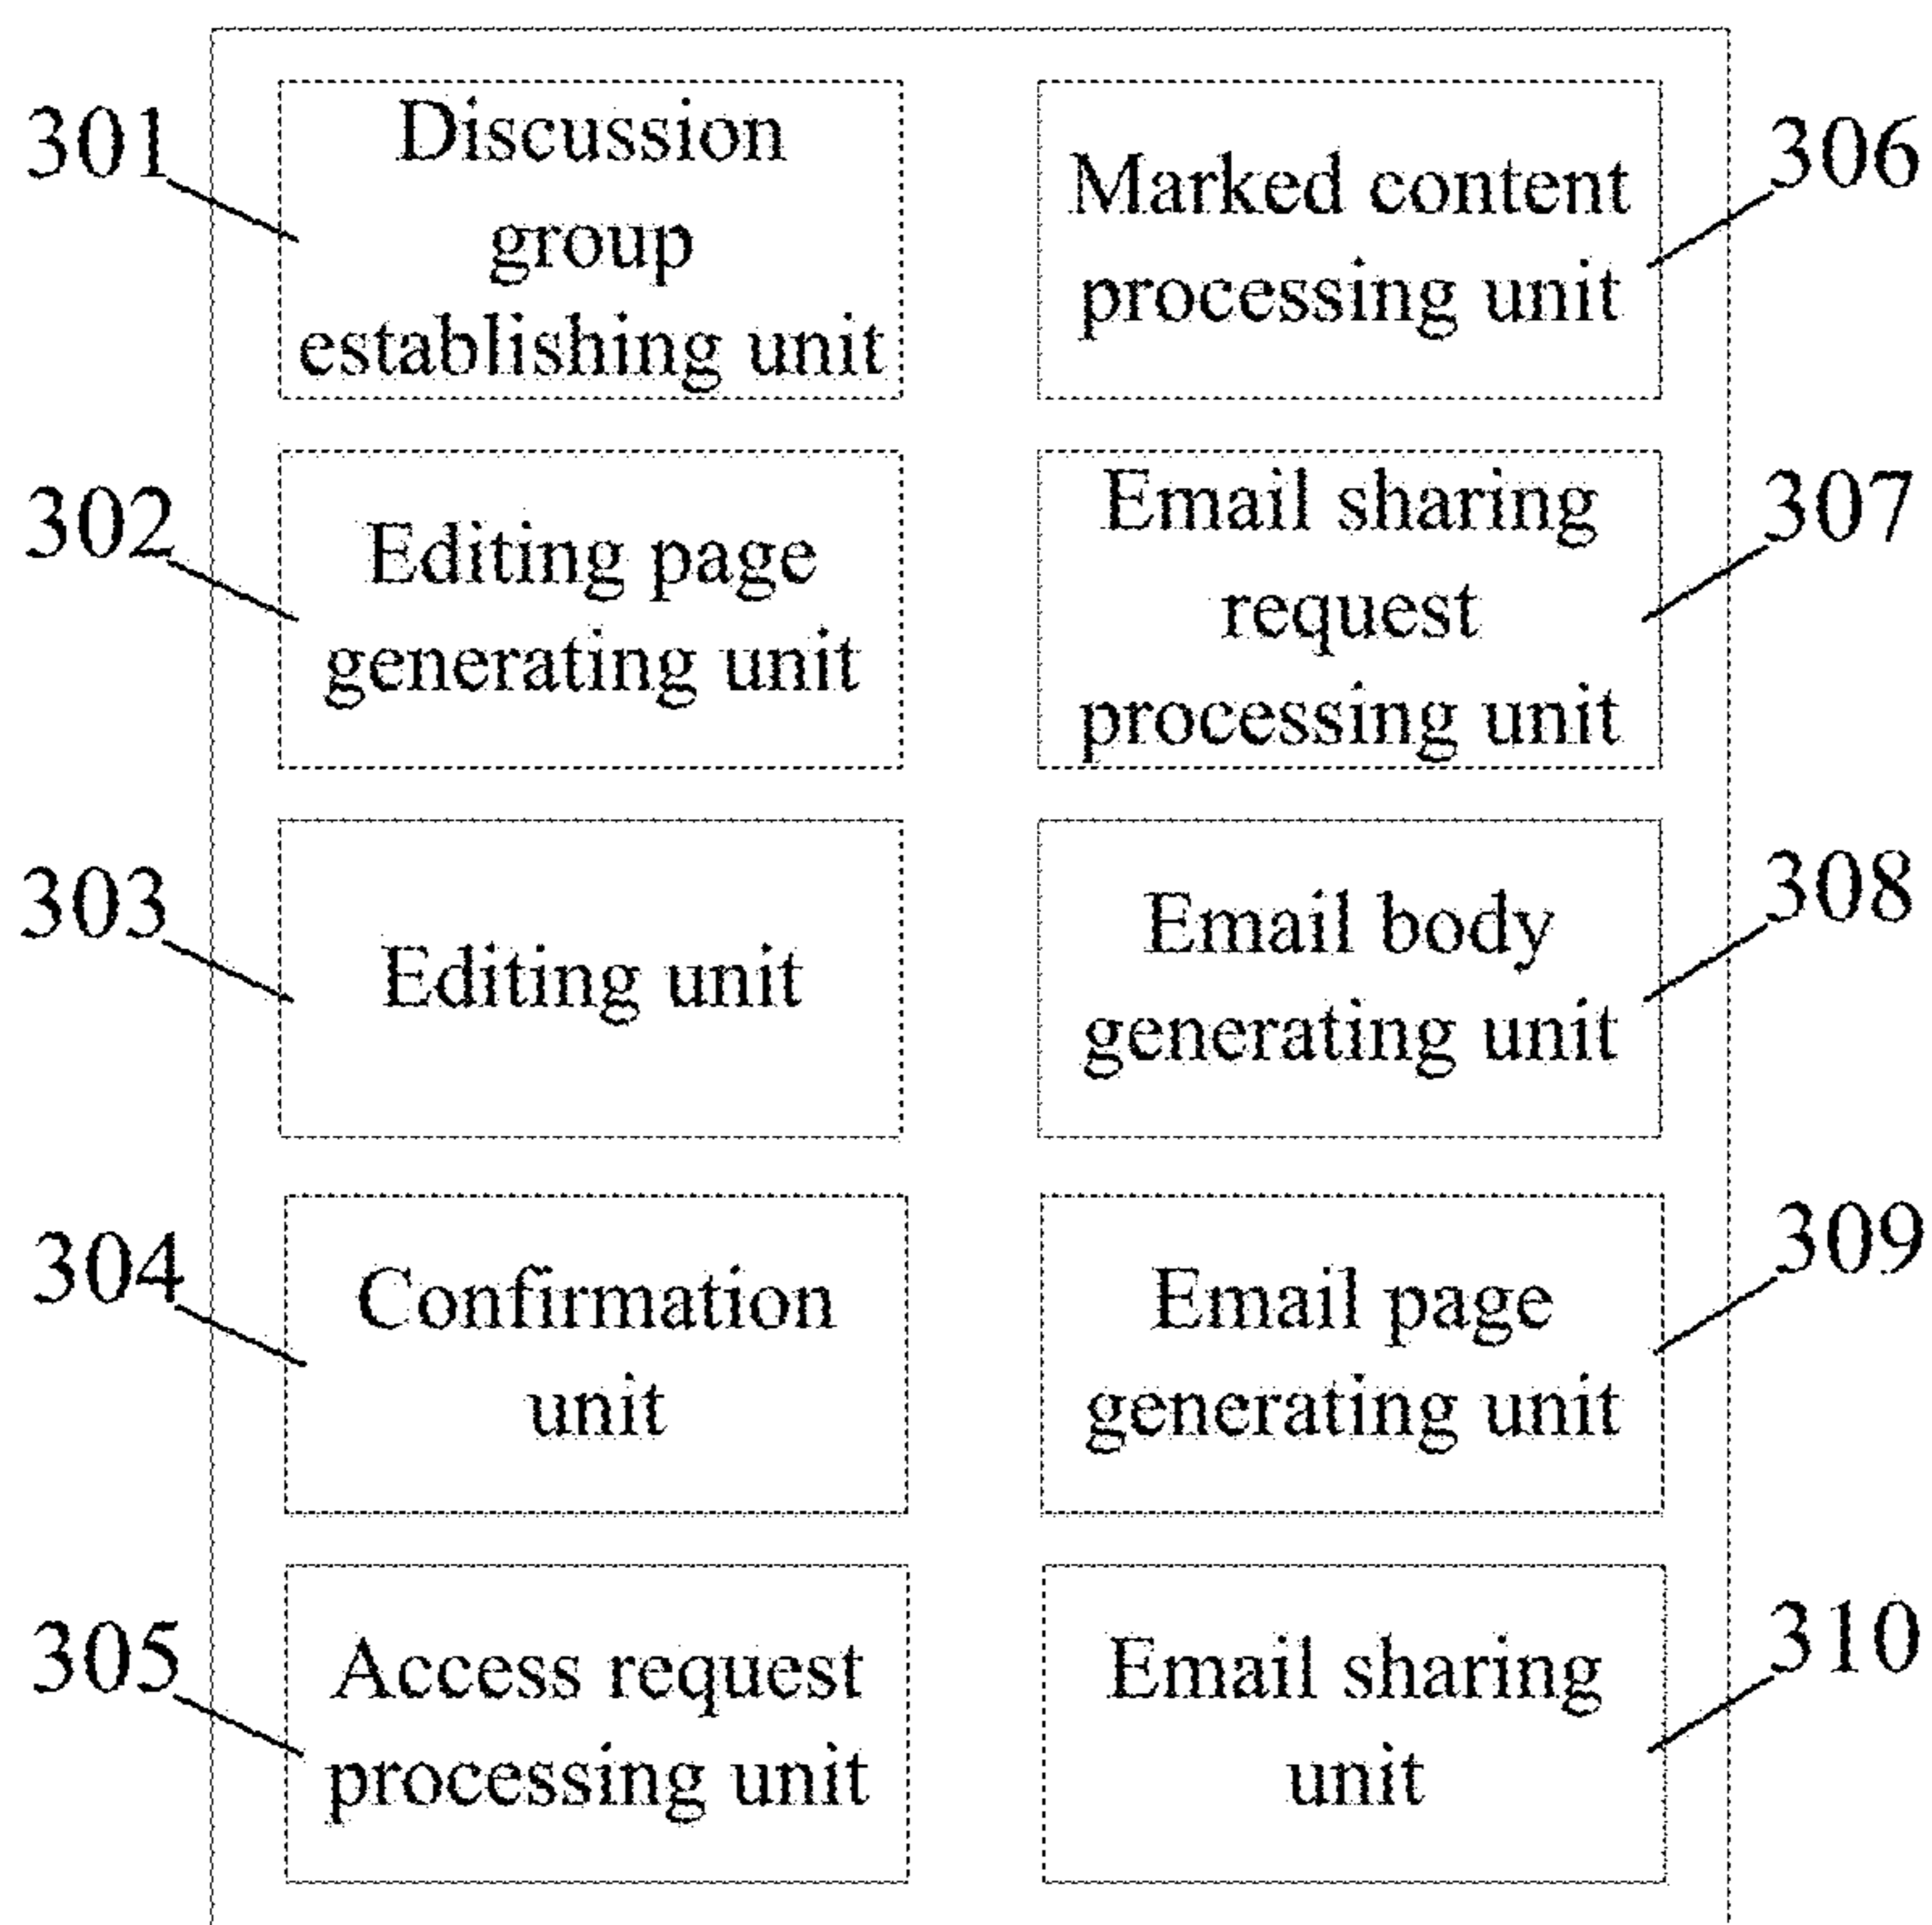 301
Discussion
group
establishing unit
302
Editing page
generating unit
303
Editing unit
304
Confirmation
unit
305
Access request
processing unit
306
Marked content
processing unit
307
Email sharing
request
processing unit
308
Email body
generating unit
309
Email page
generating unit
310
Email sharing
unit